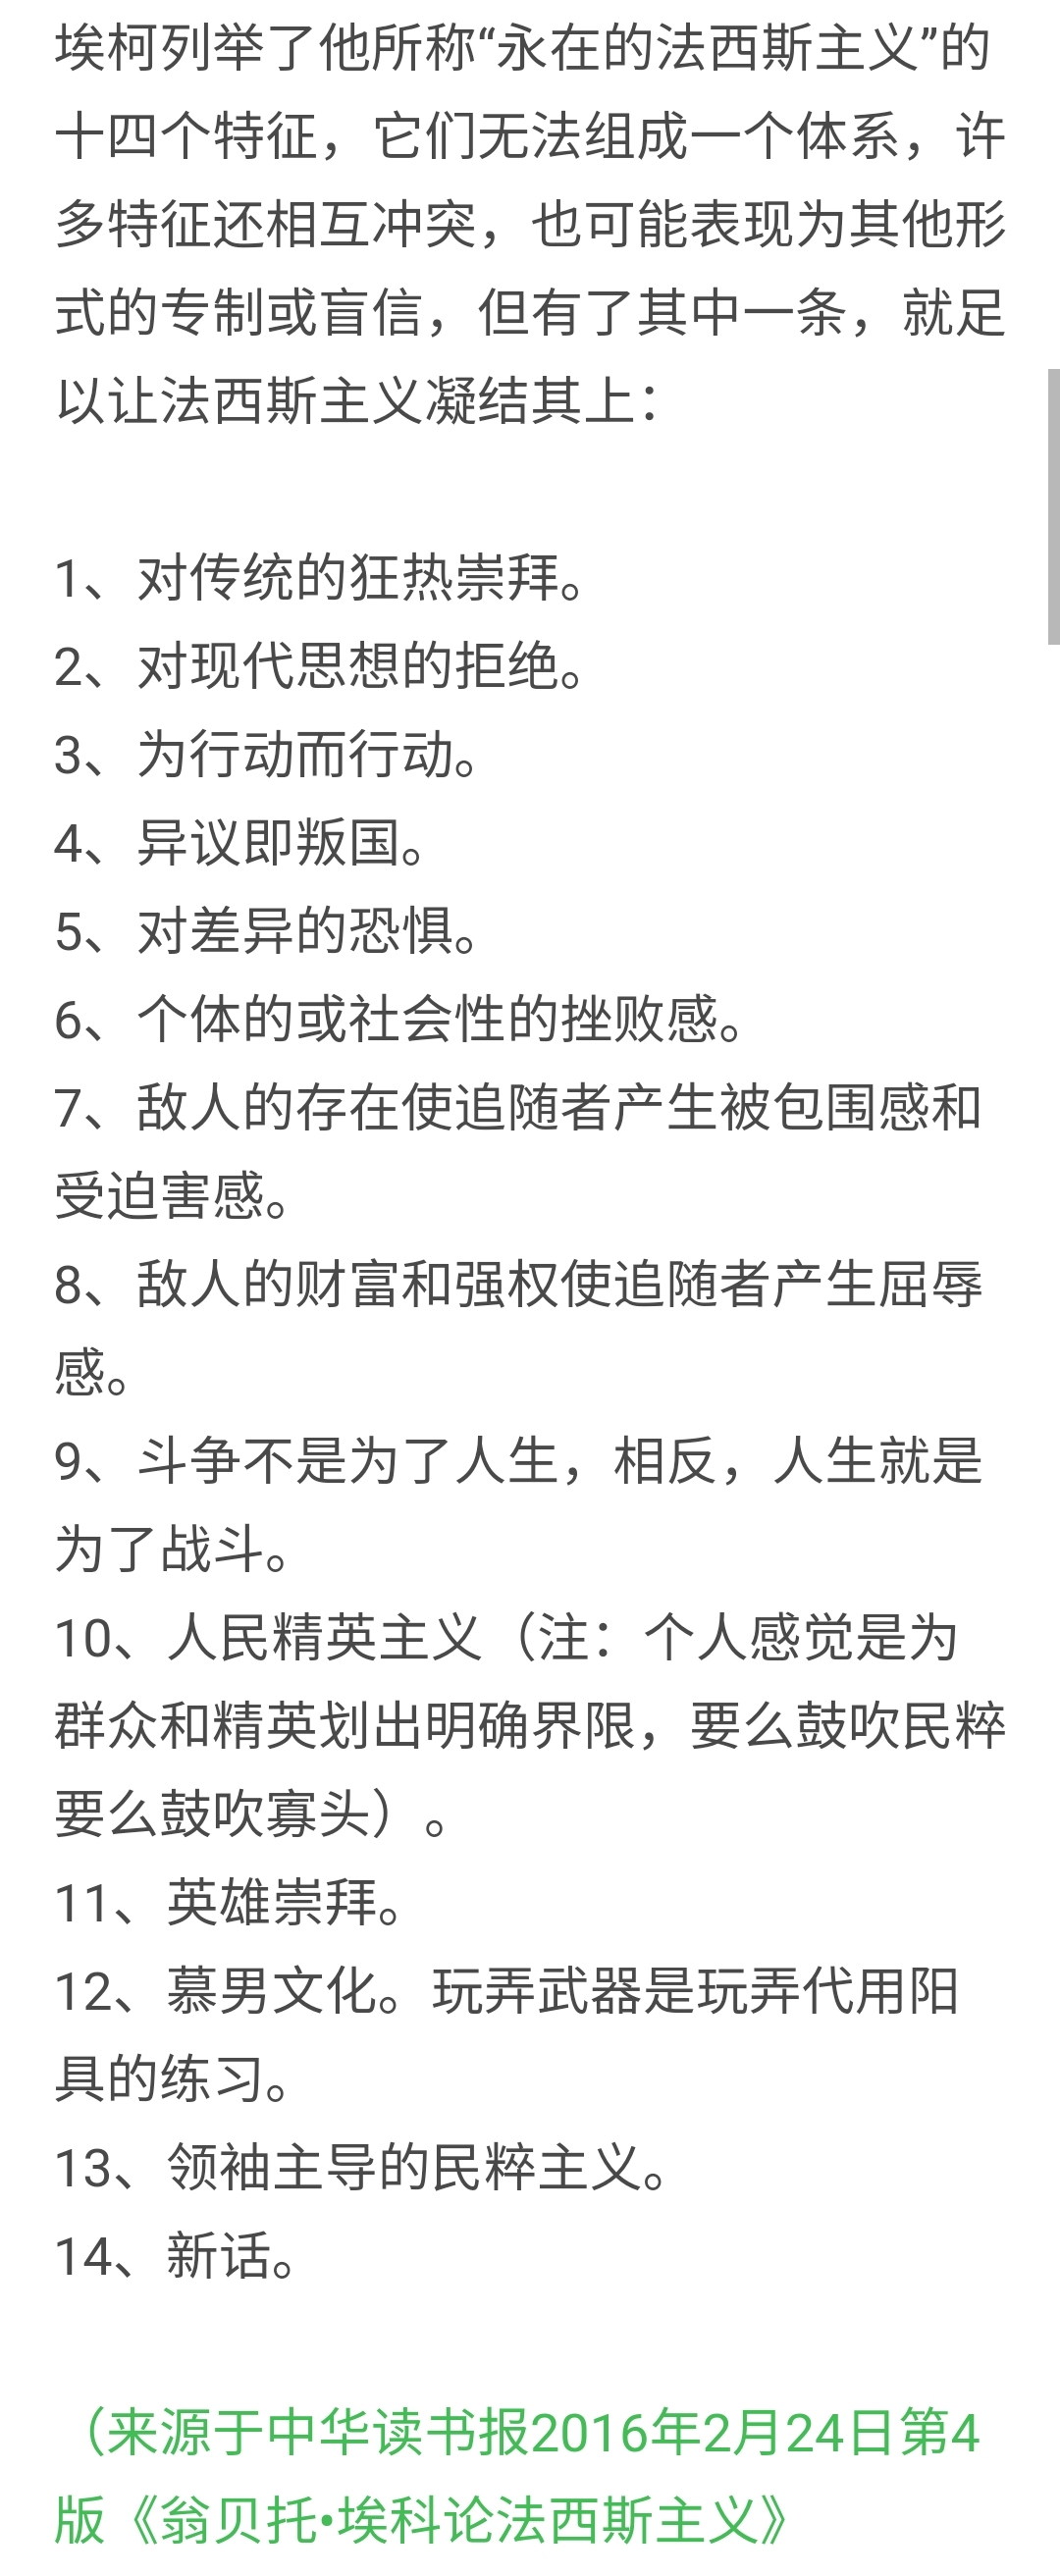 埃柯列举了他所称“永在的法西斯主义”的
十四个特征，它们无法组成一个体系，许
多特征还相互冲突，也可能表现为其他形
式的专制或盲信，但有了其中一条，就足
以让法西斯主义凝结其上：
1、对传统的狂热崇拜。
2、对现代思想的拒绝。
3、为行动而行动。
4、异议即叛国。
5、对差异的恐惧。
6、个体的或社会性的挫败感。
7、敌人的存在使追随者产生被包围感和
受迫害感。
8、敌人的财富和强权使追随者产生屈辱
感。
9、斗争不是为了人生，相反，人生就是
为了战斗。
10、人民精英主义（注：个人感觉是为
群众和精英划出明确界限，要么鼓吹民粹
要么鼓吹寡头）。
11、英雄崇拜。
12、慕男文化。玩弄武器是玩弄代用阳
具的练习。
13、领袖主导的民粹主义。
14、新话。
（来源于中华读书报2016年2月24日第4
版《翁贝托•埃科论法西斯主义》